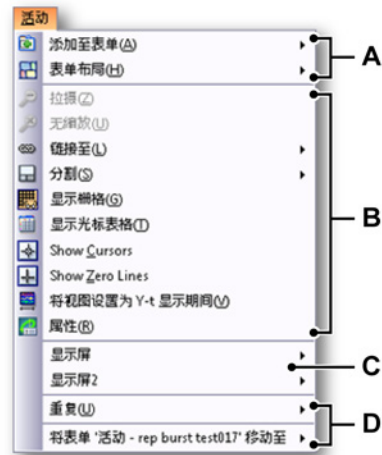 活动
添加至表单(A)
A
表单布局(H)
拉摄(Z)
无缩放(U)
链接至(L)
分割(S)
显示栅格(G)
B
显示光标表格(T)
Show Cursors
Show Zero Lines
将视图设置为 Y-t 显示期间(V)
属性(R)
显示屏
C
显示屏2
重复(U)
D
将表单 '活动 - rep burst test017' 移动至